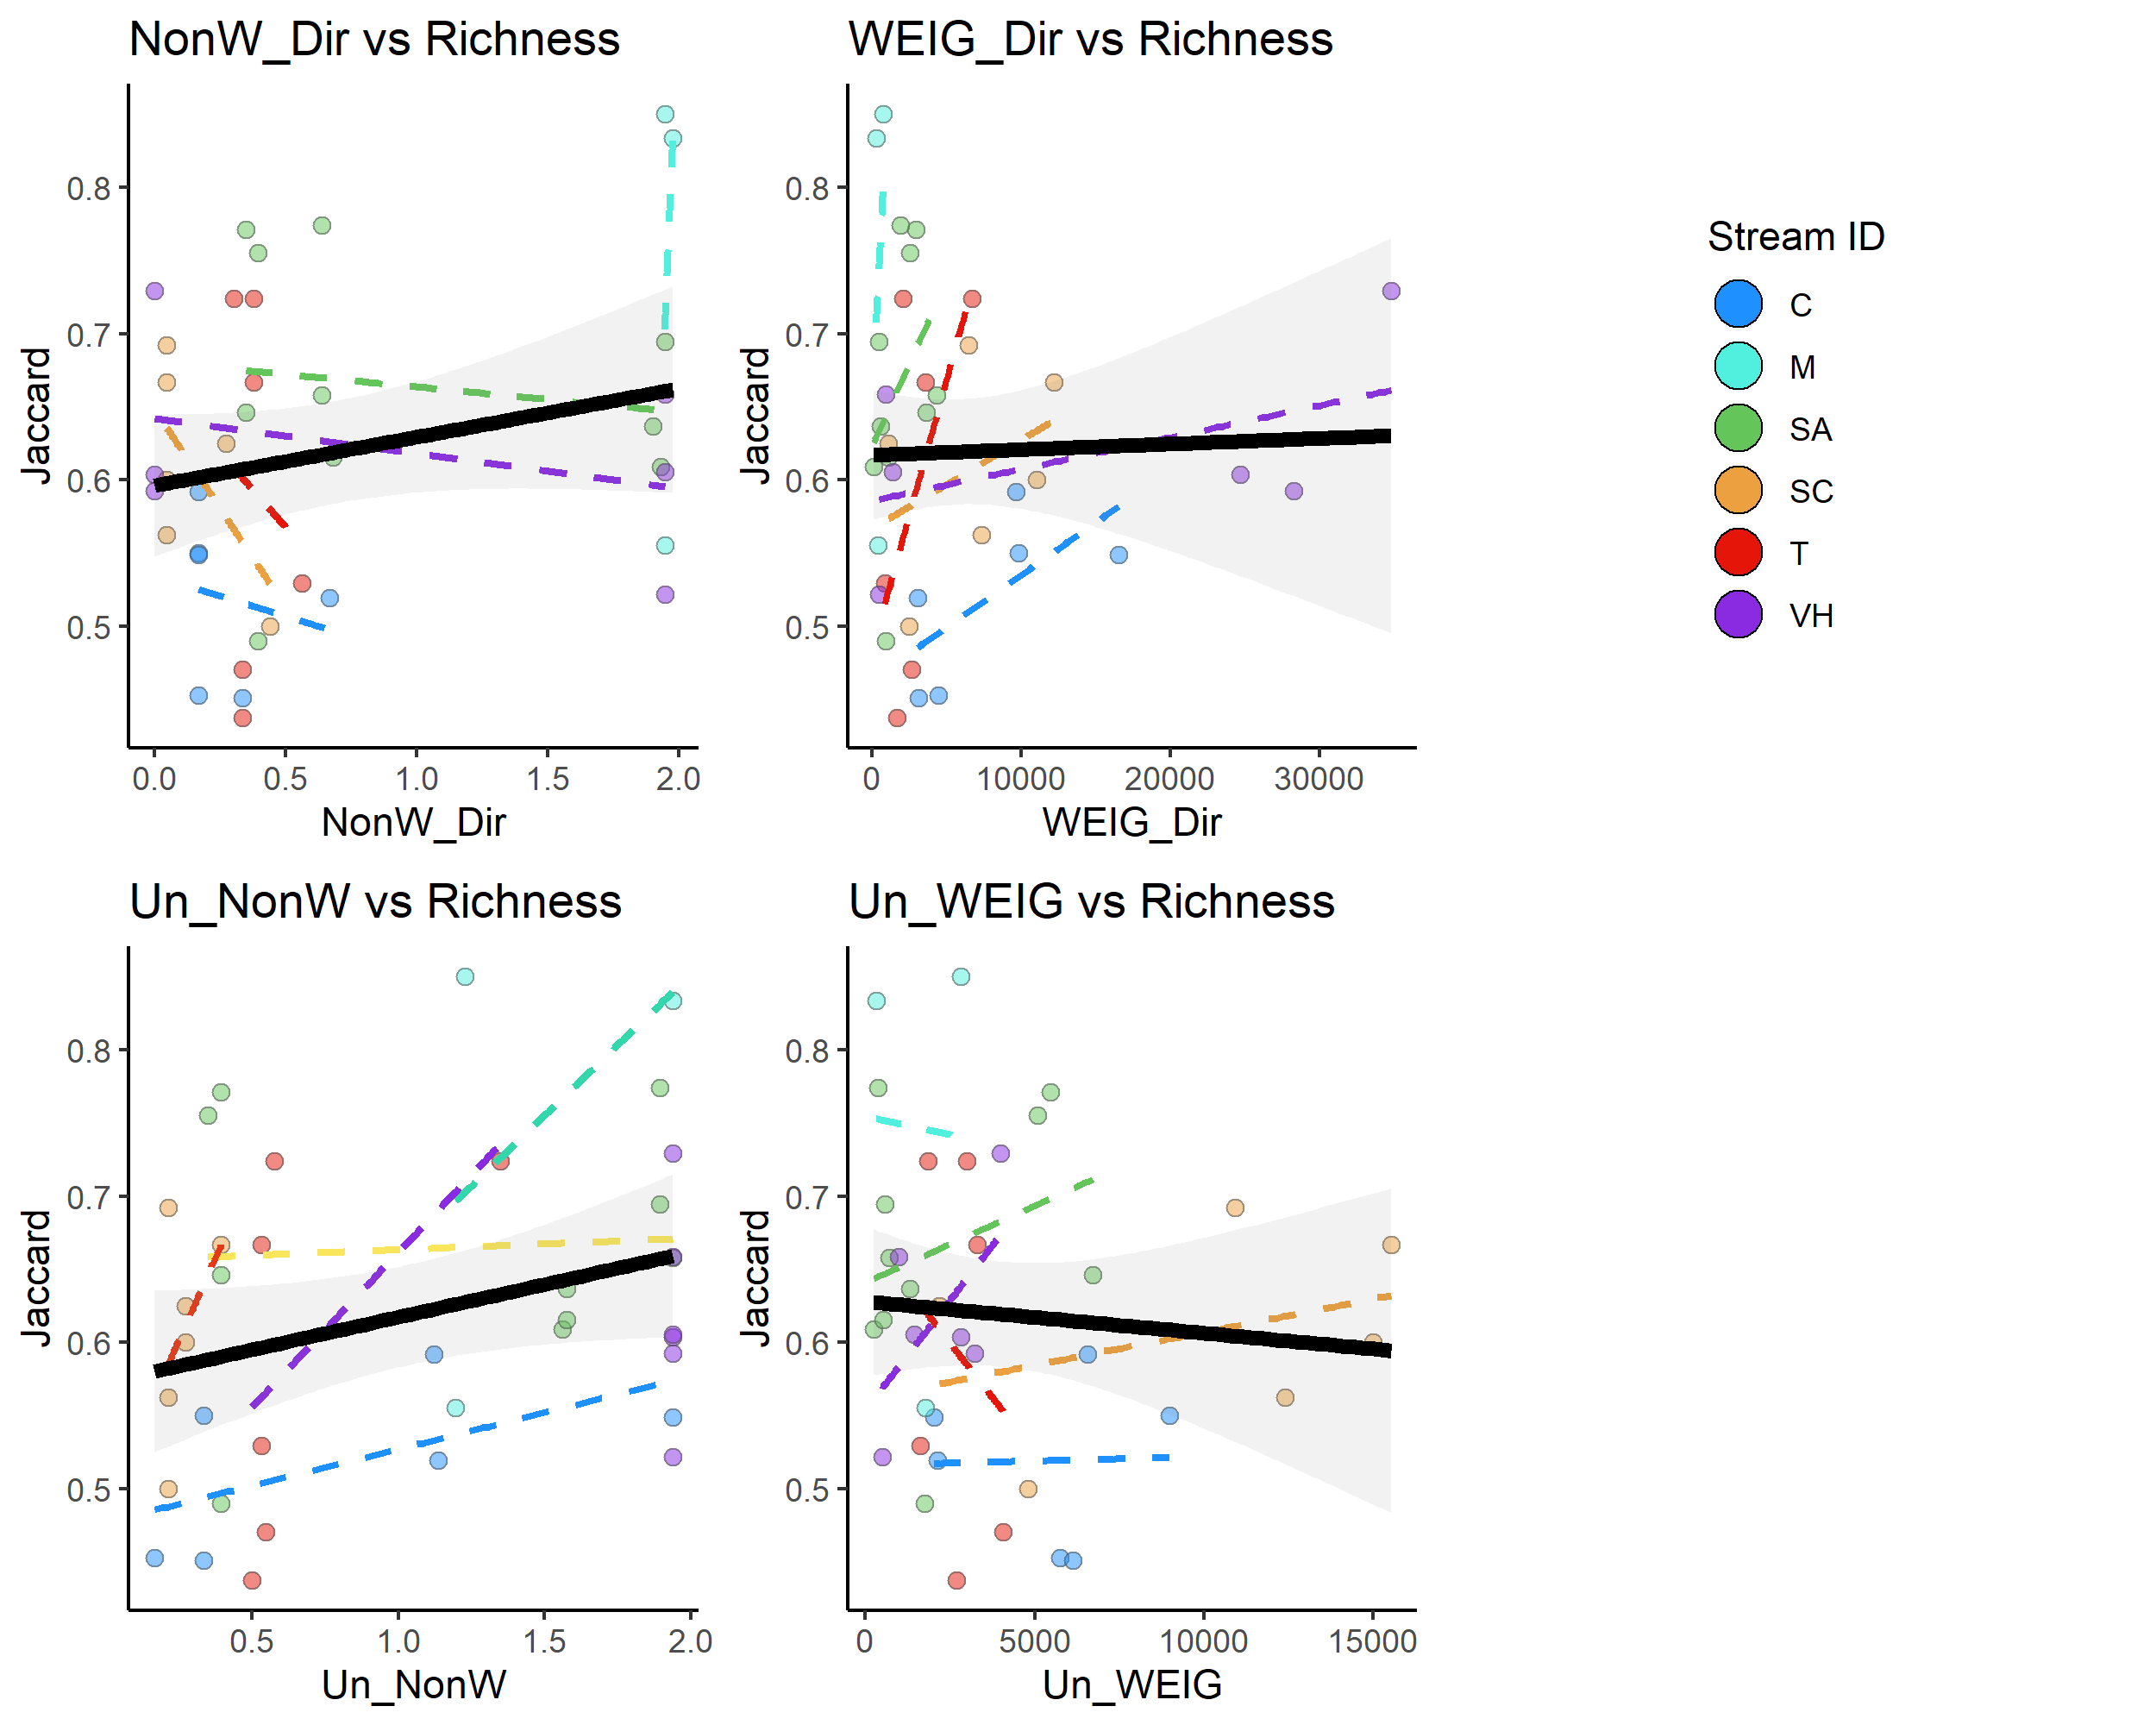 NonW_Dir vs Richness
Jaccard
0.8
0.7
0.6
0.5
0.0 0.5 1.0 1.5 2.0
NonW_Dir
WEIG_Dir vs Richness
Jaccard
0.8
0.7
0.6
0.5
0 10000 20000 30000
WEIG_Dir
Stream ID
C
M
SA
SC
T
VH
Un_NonW vs Richness
Jaccard
0.8
0.7
0.6
0.5
0.5 1.0 1.5 2.0
Un_NonW
Un_WEIG vs Richness
Jaccard
0.8
0.7
0.6
0.5
0 5000 10000 15000
Un_WEIG